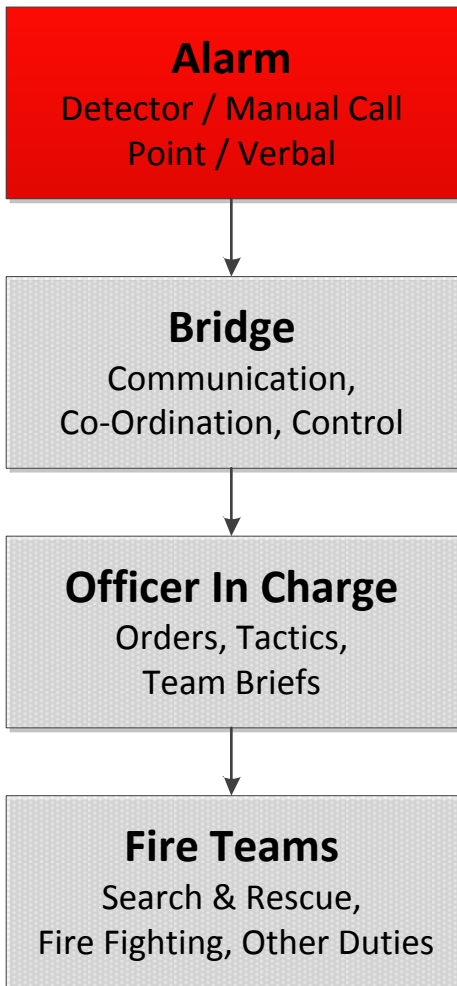 Alarm
Detector / Manual Call
Point / Verbal
Bridge
Communication,
Co-Ordination, Control
Officer In Charge
Orders, Tactics,
Team Briefs
Fire Teams
Search & Rescue,
Fire Fighting, Other Duties